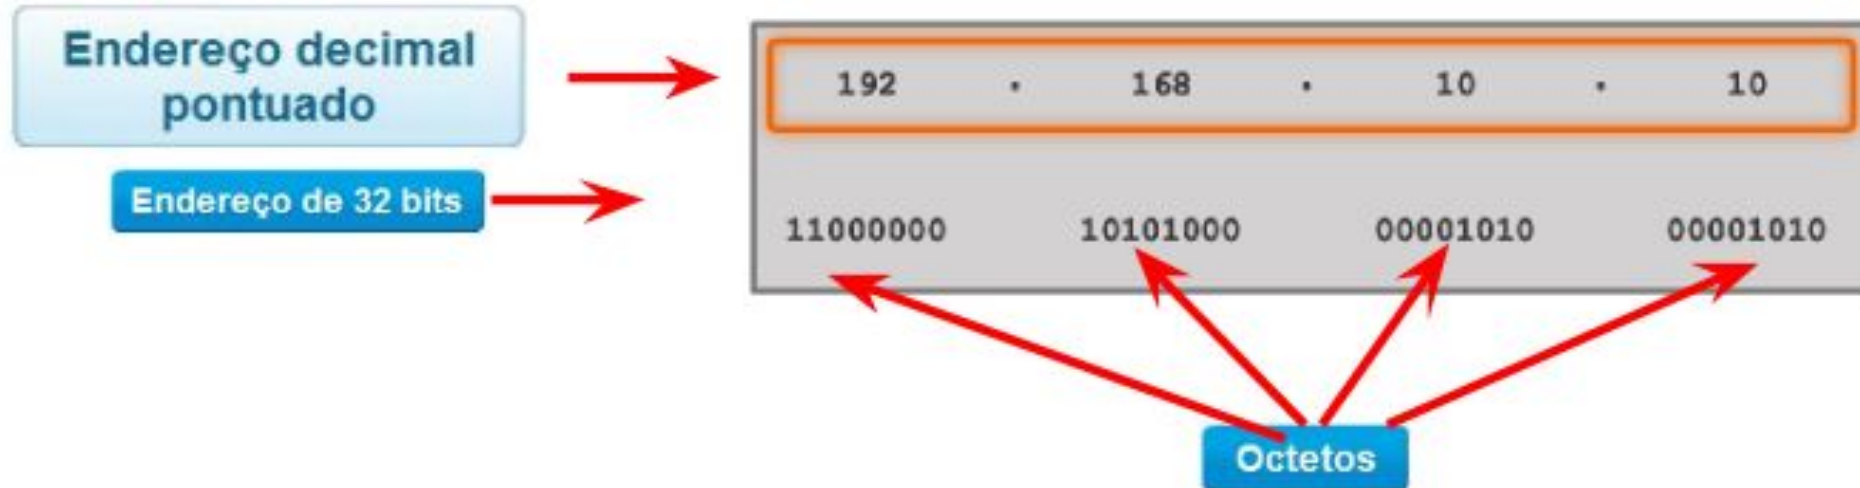 Endereço decimal
pontuado
192 . 168 . 10 . 10
Endereço de 32 bits
11000000 10101000 00001010 00001010
Octetos